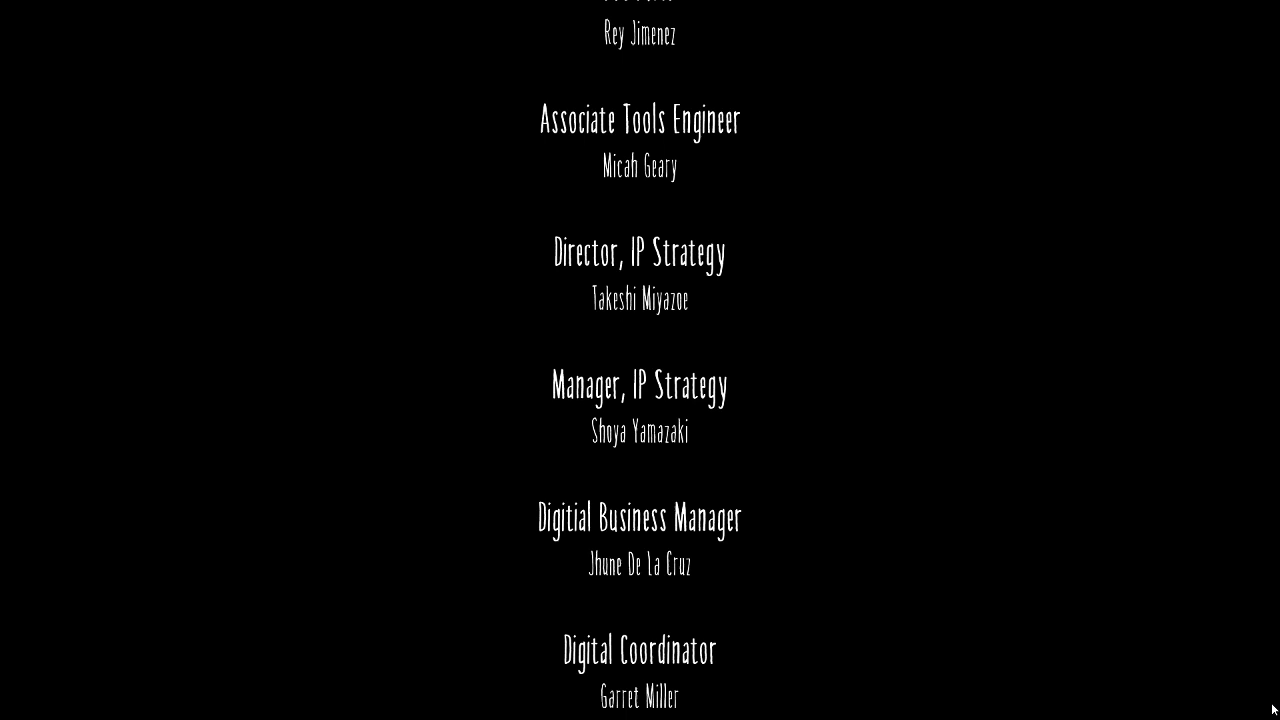 Rey Jimenez
Associate Tools Engineer
Micah Geary
Director, IP Strategy
Takeshi Miyazoe
Manager, IP Strategy
Shoya Yamazaki
Digitial Business Manager
Jhune De La Cruz
Digital Coordinator
Garret Miller